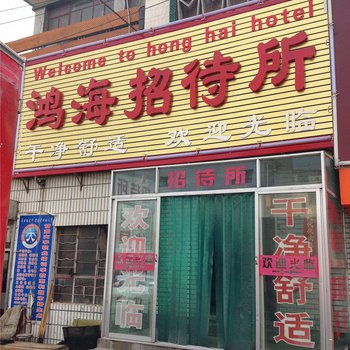 Welcome to hong hai hotel
鸿海招待所
干净舒适 欢迎光临
招待所
欢迎光临
干净舒适
欢迎光临